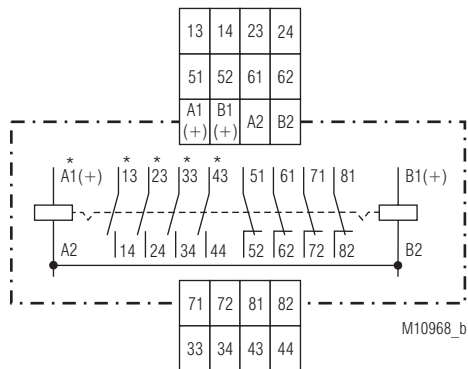 13 14 23 24
51 52 61 62
A1 (+) B1 (+) A2 B2
* * * * *
A1(+) 13 23 33 43 51 61 71 81 B1(+)
A2 14 24 34 44 52 62 72 82 B2
71 72 81 82
M10968_b
33 34 43 44